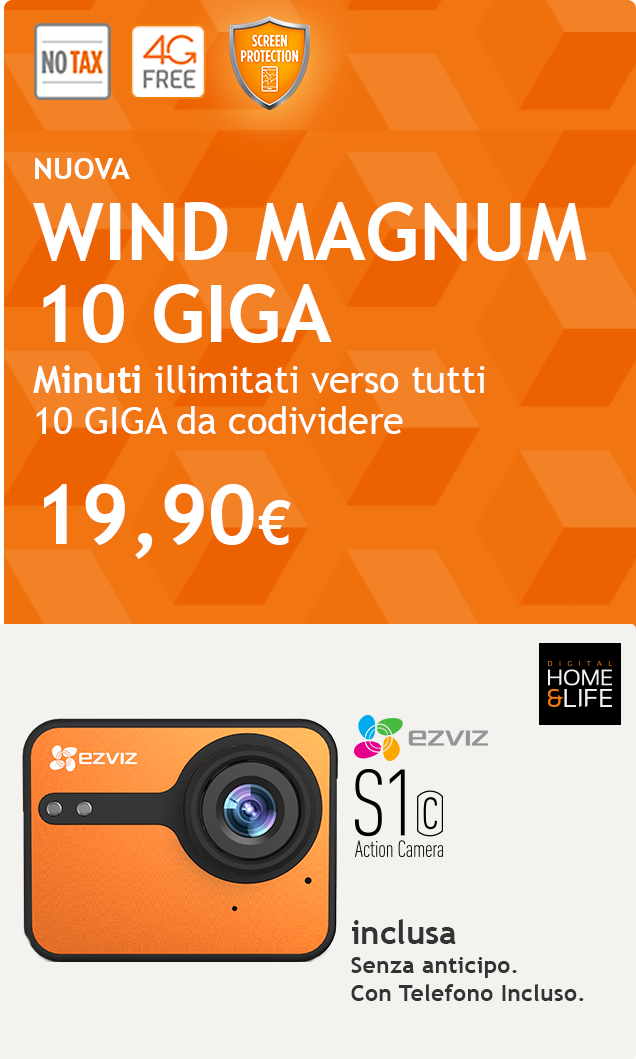 NO TAX
4G
FREE
SCREEN
PROTECTION
NUOVA
WIND MAGNUM
10 GIGA
Minuti illimitati verso tutti
10 GIGA da codividere
19,90€
DIGITAL
HOME
&LIFE
ezviz
ezviz
S1c
Action Camera
inclusa
Senza anticipo.
Con Telefono Incluso.